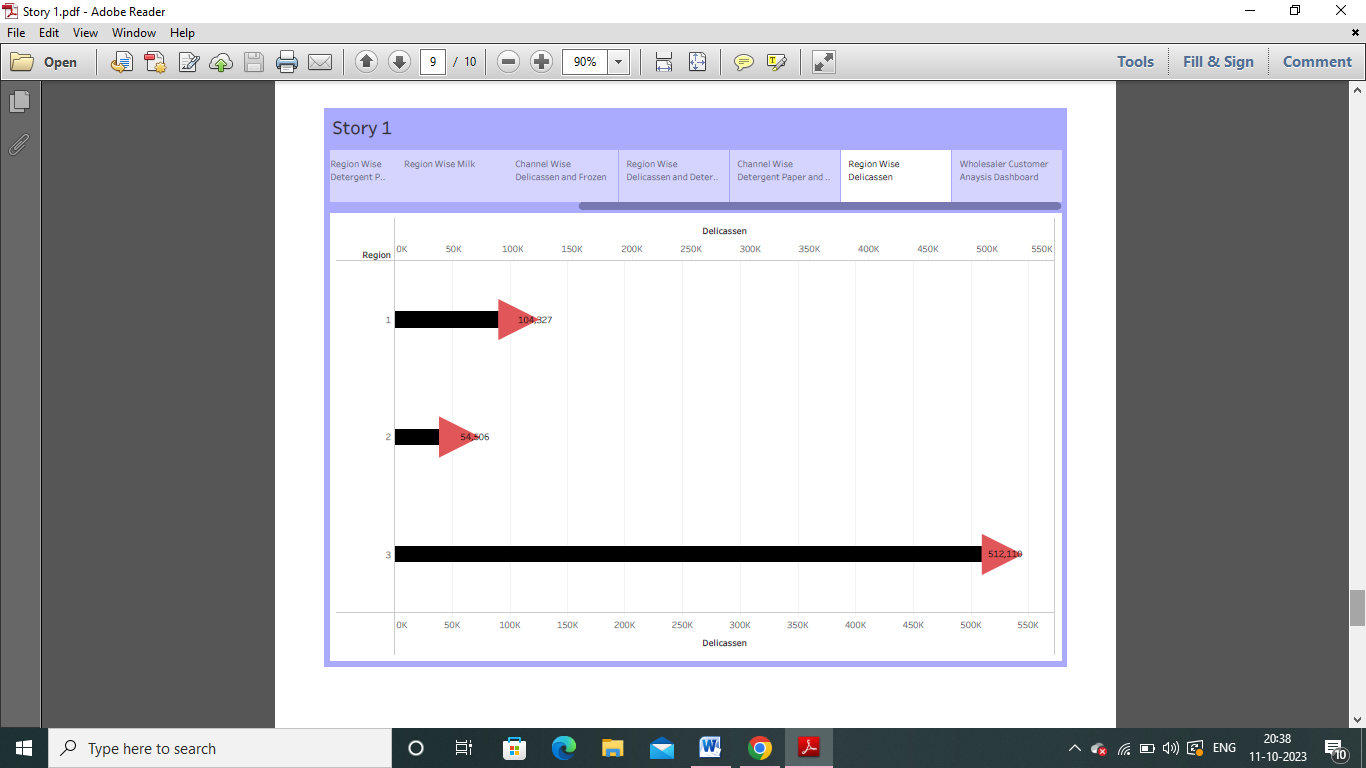 Story 1.pdf - Adobe Reader
File Edit View Window Help
Open 9 / 10 90% Tools Fill & Sign Comment
Story 1
Region Wise
Detergent P..
Region Wise Milk
Channel Wise
Delicassen and Frozen
Region Wise
Delicassen and Deter..
Channel Wise
Detergent Paper and ..
Region Wise
Delicassen
Wholesaler Customer
Anaysis Dashboard
Delicassen
0K 50K 100K 150K 200K 250K 300K 350K 400K 450K 500K 550K
Region
1 104,327
2 54,506
3 512,110
0K 50K 100K 150K 200K 250K 300K 350K 400K 450K 500K 550K
Delicassen
Type here to search
ENG
20:38
11-10-2023
10